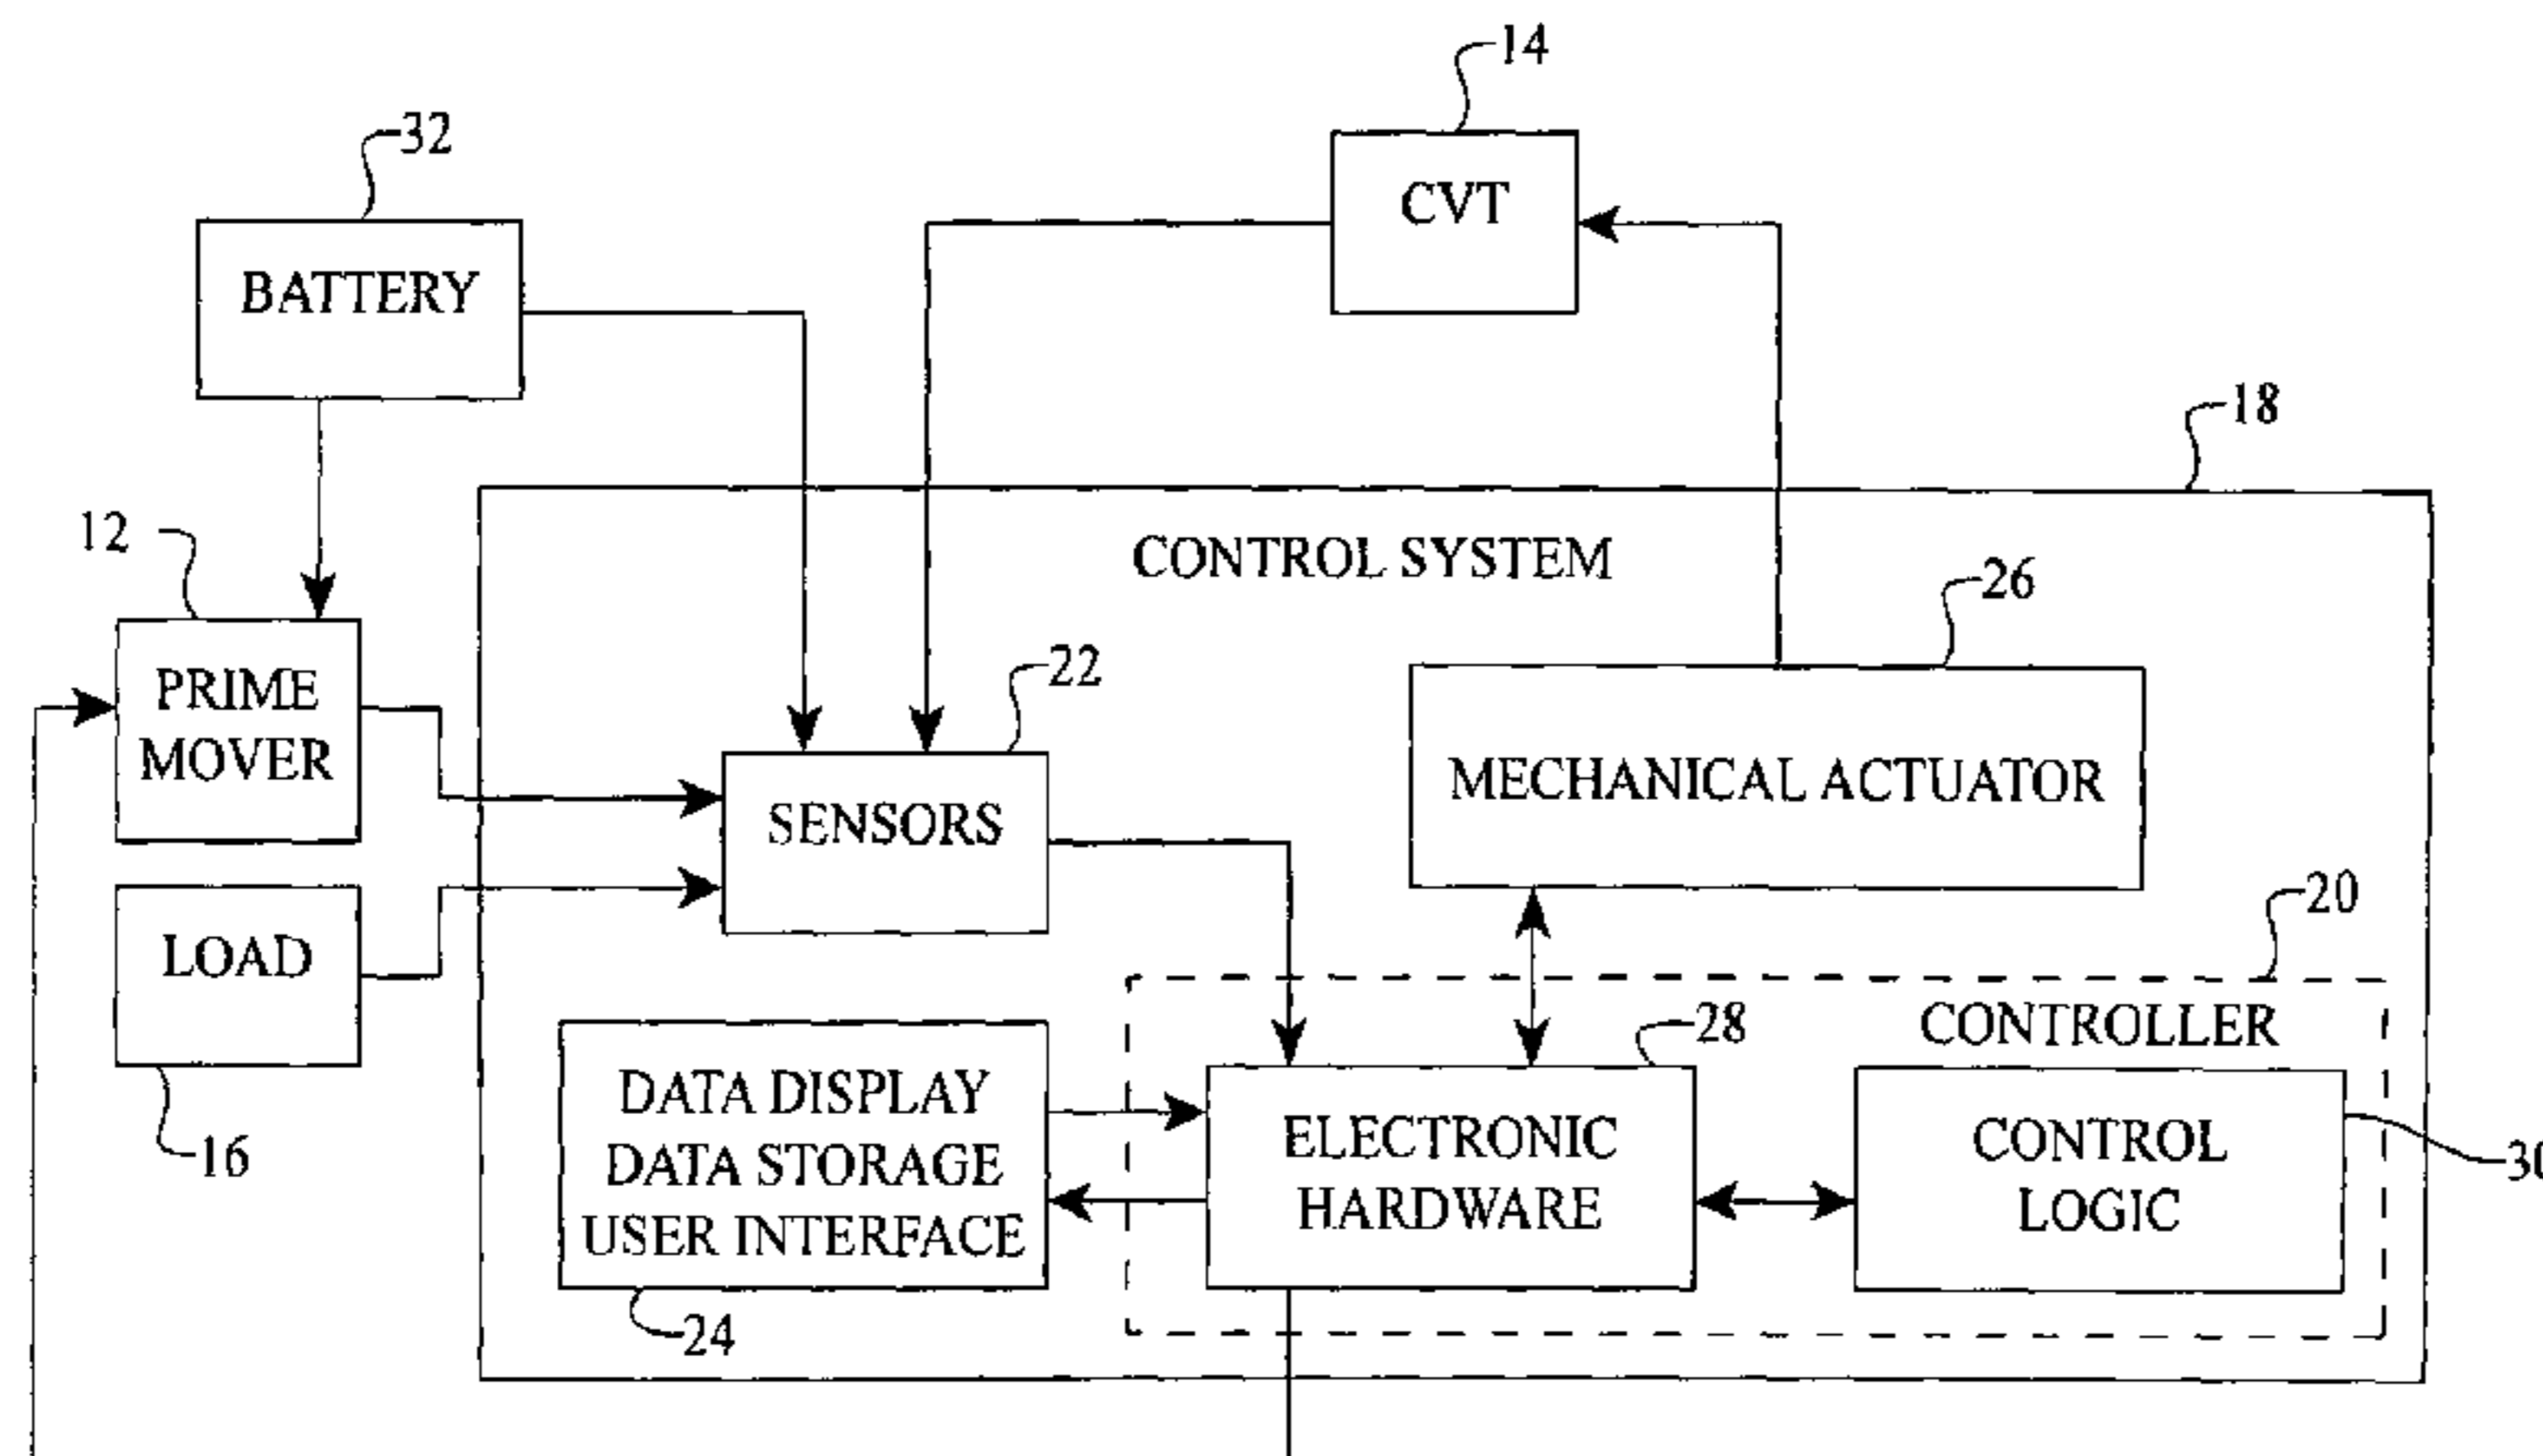 14
32
CVT
BATTERY
18
12
CONTROL SYSTEM
26
PRIME
MOVER
22
SENSORS
MECHANICAL ACTUATOR
20
LOAD
CONTROLLER
28
16
DATA DISPLAY
DATA STORAGE
USER INTERFACE
ELECTRONIC
HARDWARE
CONTROL
LOGIC
30
24